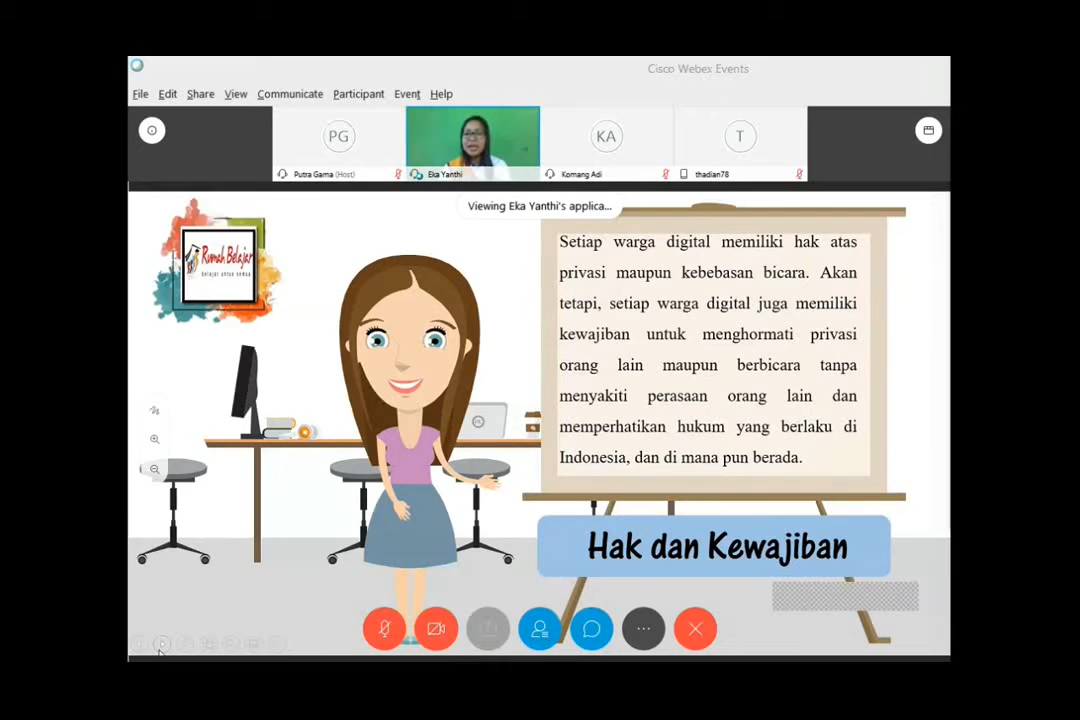 Cisco Webex Events
File Edit Share View Communicate Participant Event Help
PG KA T
Putra Gama (Host) Eka Yanthi Komang Adi thadian78
Viewing Eka Yanthi's applica...
Rumah Belajar
belajar untuk semua
Setiap warga digital memiliki hak atas
privasi maupun kebebasan bicara. Akan
tetapi, setiap warga digital juga memiliki
kewajiban untuk menghormati privasi
orang lain maupun berbicara tanpa
menyakiti perasaan orang lain dan
memperhatikan hukum yang berlaku di
Indonesia, dan di mana pun berada.
Hak dan Kewajiban